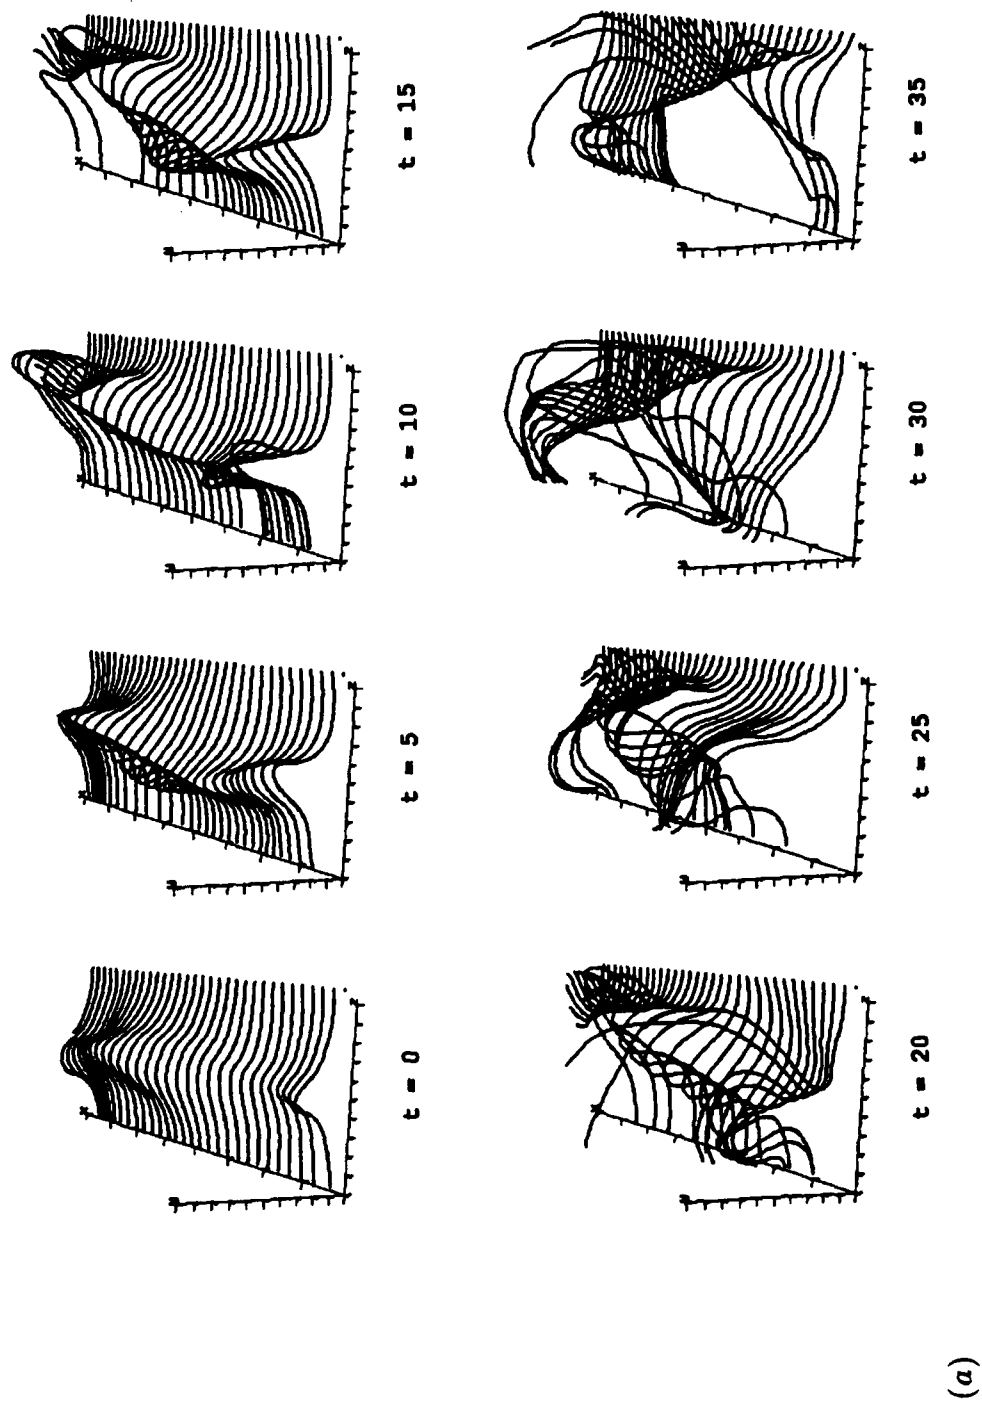 t = 0
t = 5
t = 10
t = 15
t = 20
t = 25
t = 30
t = 35
(a)